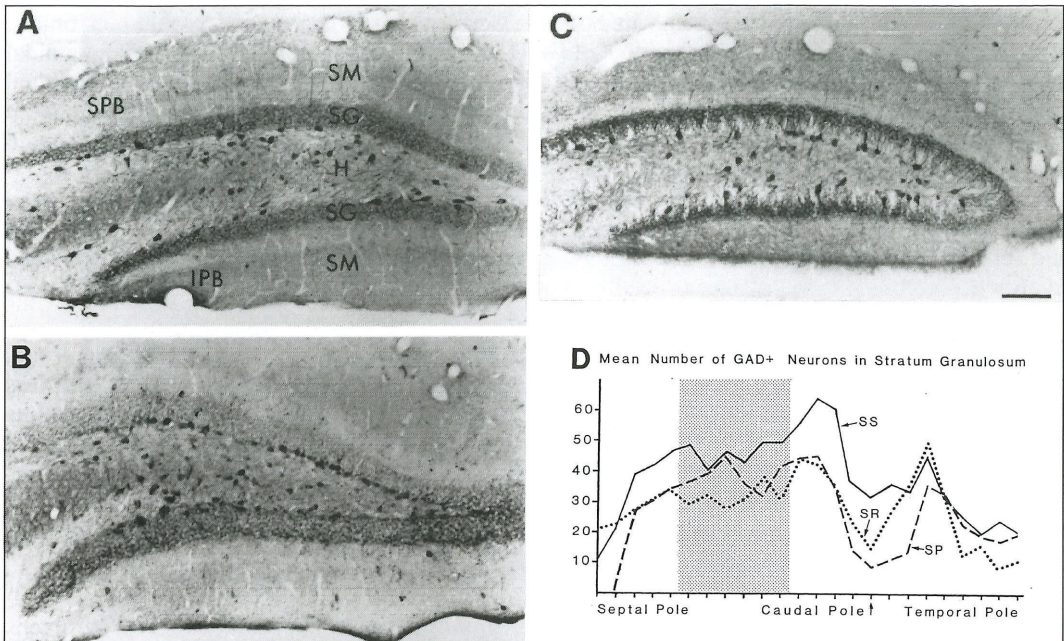 A
SPB
SM
SG
H
SG
SM
IPB
C
B
D Mean Number of GAD+ Neurons in Stratum Granulosum
60
50
40
30
20
10
SS
SR
SP
Septal Pole Caudal Pole Temporal Pole